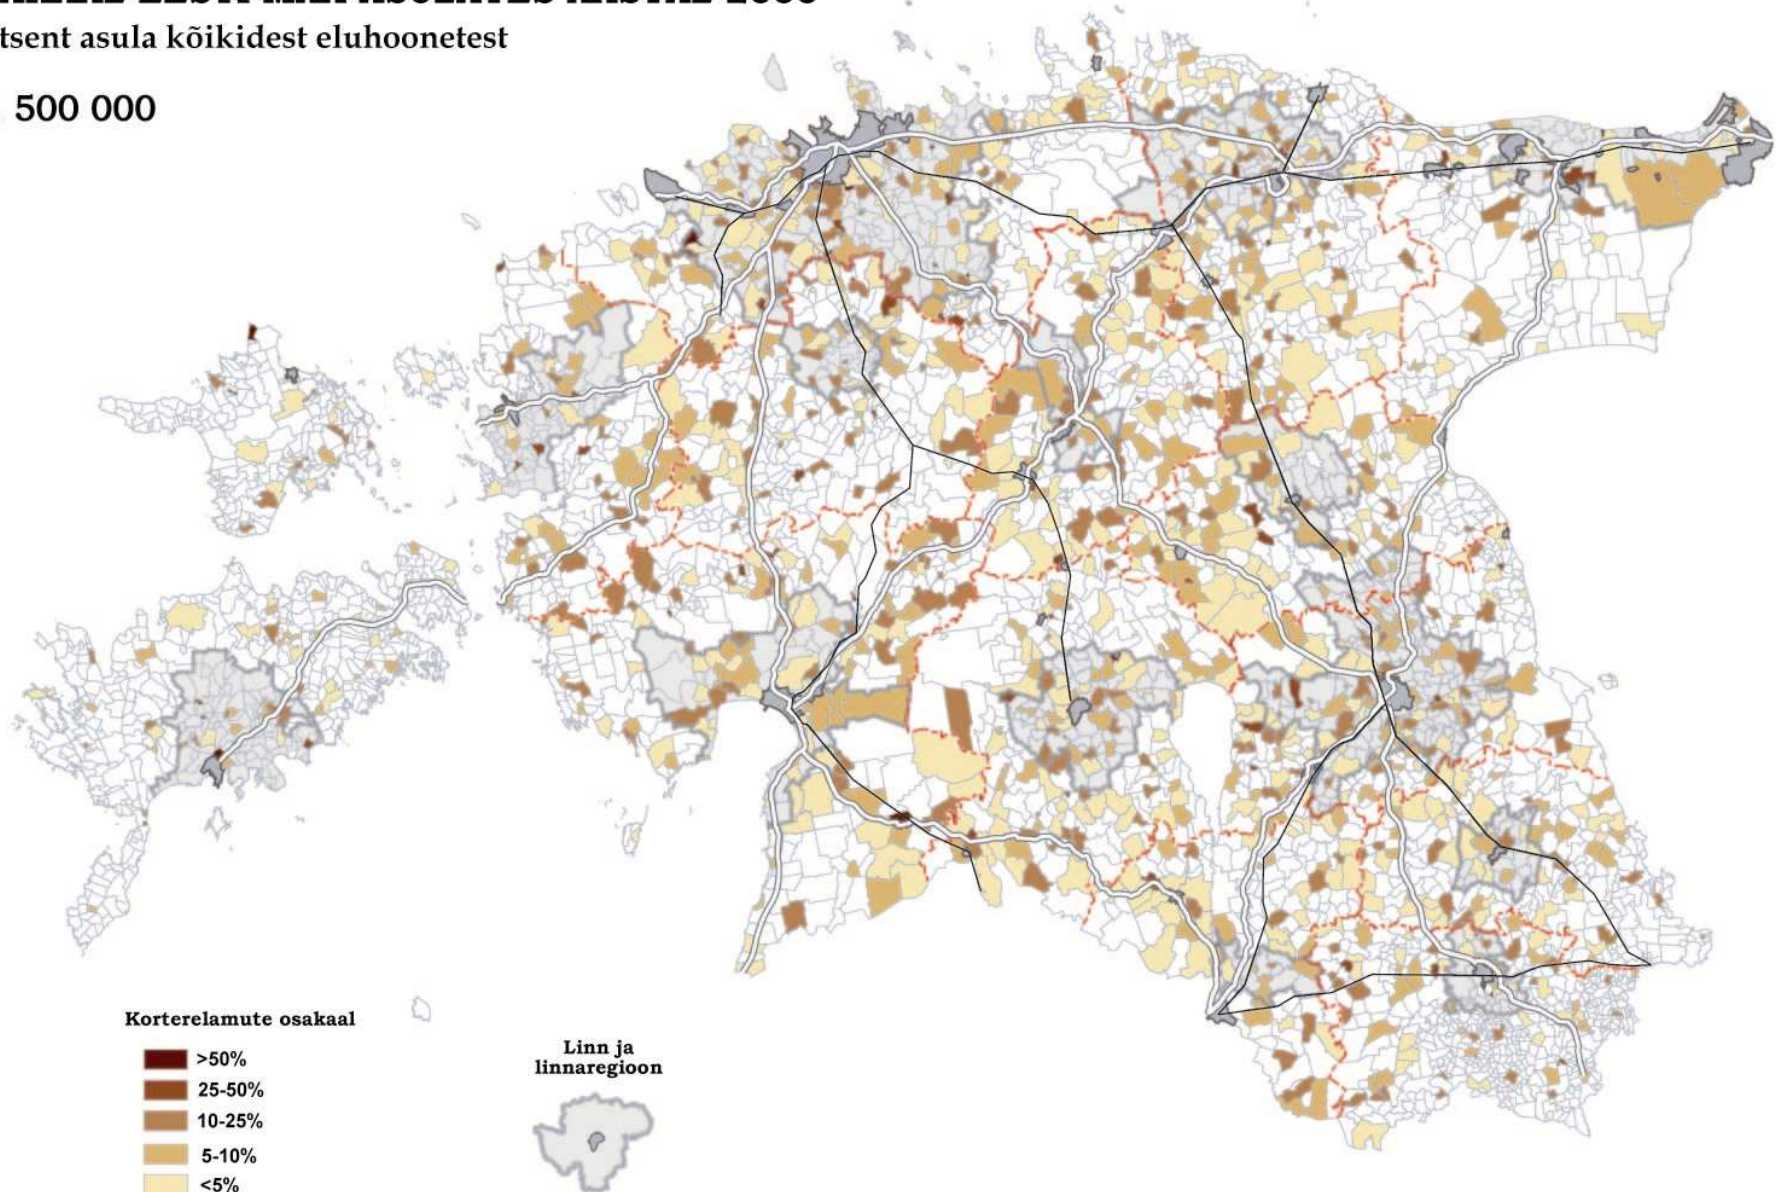 tsent asula kõikidest eluhoonetest
500 000
Korterelamute osakaal
>50%
25-50%
10-25%
5-10%
<5%
Linn ja
linnaregioon